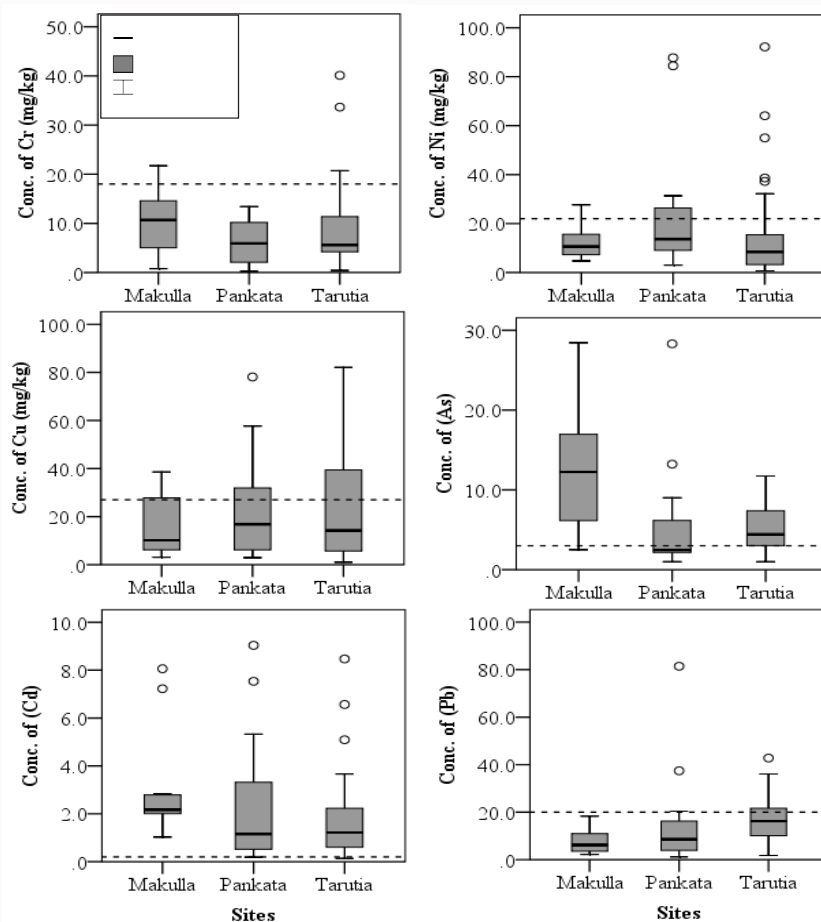 Conc. of Cr (mg/kg)
50.0
40.0
30.0
20.0
10.0
.0
Makulla Pankata Tarutia
Conc. of Ni (mg/kg)
100.0
80.0
60.0
40.0
20.0
.0
Makulla Pankata Tarutia
Conc. of Cu (mg/kg)
100.0
80.0
60.0
40.0
20.0
.0
Makulla Pankata Tarutia
Conc. of (As)
30.0
20.0
10.0
.0
Makulla Pankata Tarutia
Conc. of (Cd)
10.0
8.0
6.0
4.0
2.0
.0
Makulla Pankata Tarutia
Sites
Conc. of (Pb)
100.0
80.0
60.0
40.0
20.0
.0
Makulla Pankata Tarutia
Sites